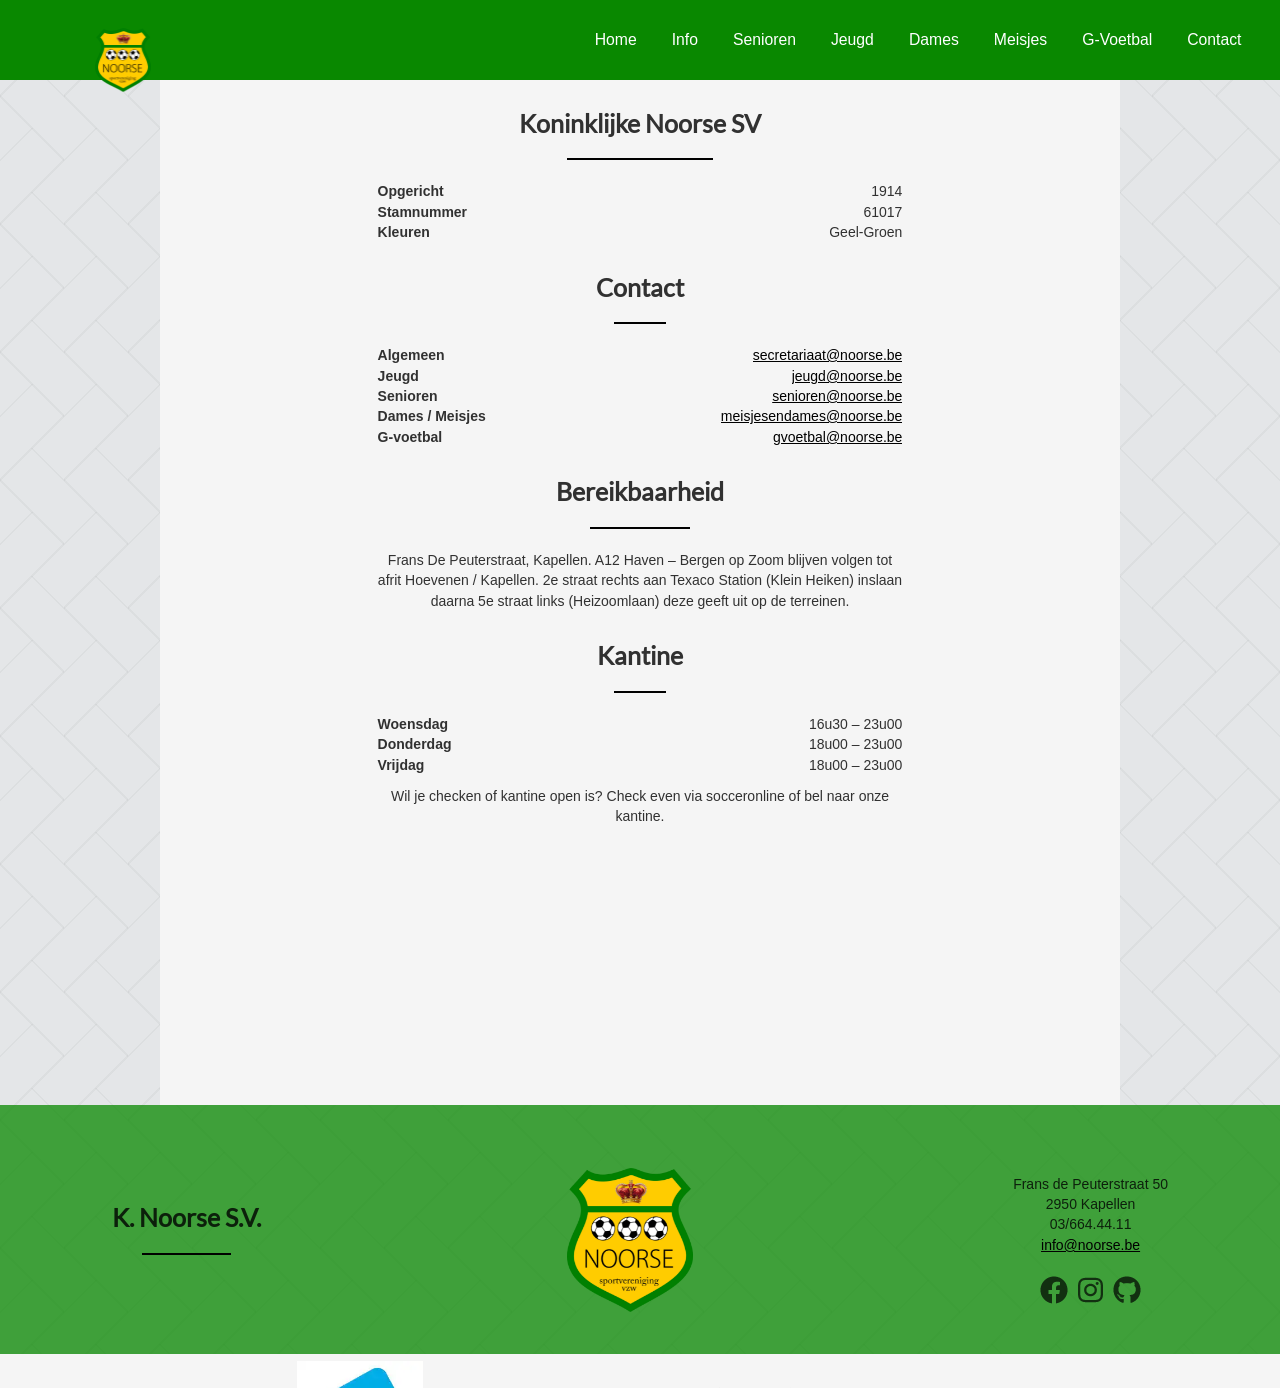 NOORSE
sportvereniging
vzw
Home
Info
Senioren
Jeugd
Dames
Meisjes
G-Voetbal
Contact
Koninklijke Noorse SV
Opgericht 1914
Stamnummer 61017
Kleuren Geel-Groen
Contact
Algemeen secretariaat@noorse.be
Jeugd jeugd@noorse.be
Senioren senioren@noorse.be
Dames / Meisjes meisjesendames@noorse.be
G-voetbal gvoetbal@noorse.be
Bereikbaarheid
Frans De Peuterstraat, Kapellen. A12 Haven – Bergen op Zoom blijven volgen tot
afrit Hoevenen / Kapellen. 2e straat rechts aan Texaco Station (Klein Heiken) inslaan
daarna 5e straat links (Heizoomlaan) deze geeft uit op de terreinen.
Kantine
Woensdag 16u30 – 23u00
Donderdag 18u00 – 23u00
Vrijdag 18u00 – 23u00
Wil je checken of kantine open is? Check even via socceronline of bel naar onze
kantine.
K. Noorse S.V.
NOORSE
sportvereniging
vzw
Frans de Peuterstraat 50
2950 Kapellen
03/664.44.11
info@noorse.be